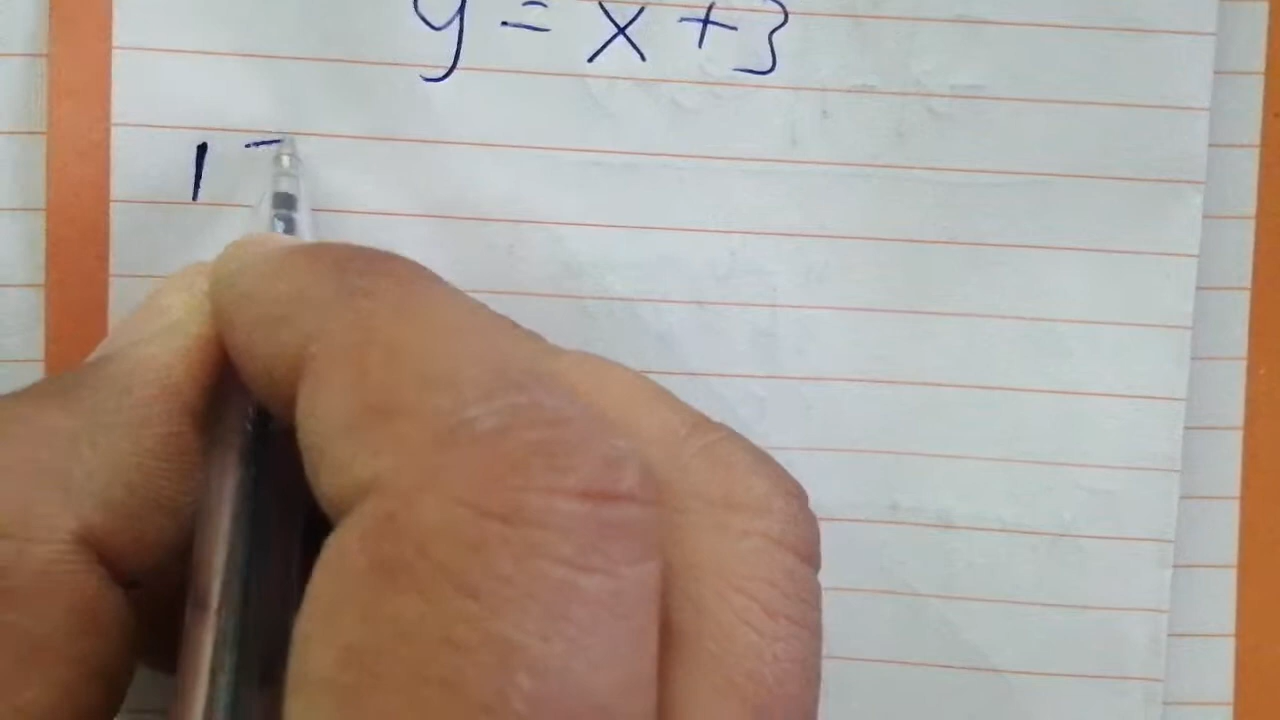 y = x + 3
1